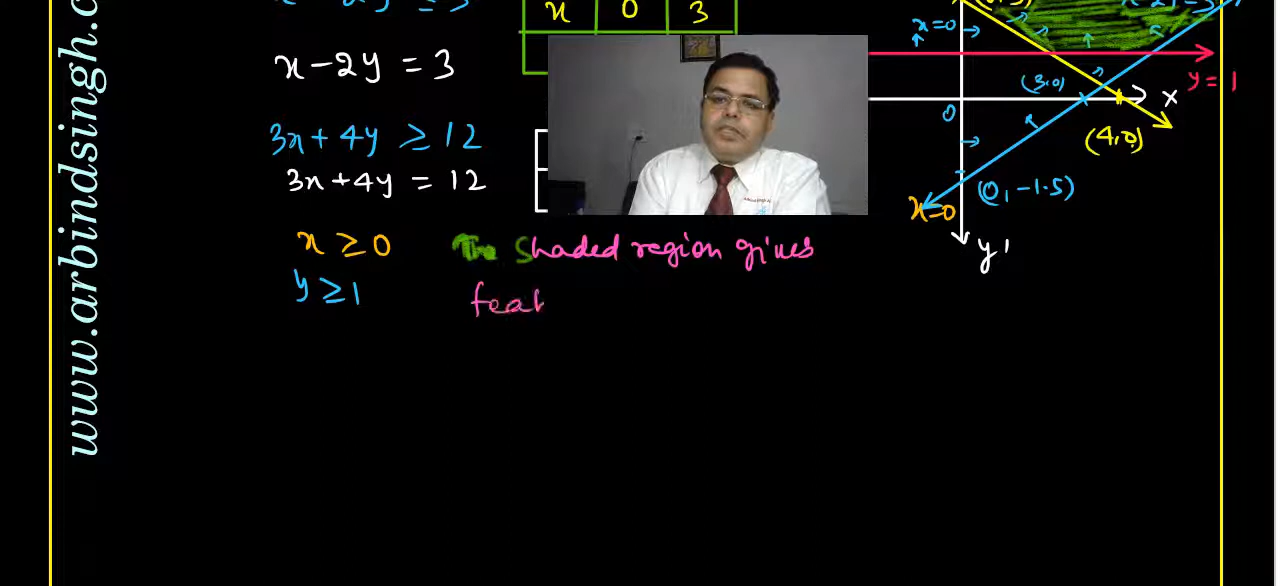 www.arbindsingh.c
x 0 3
x=0
x - 2y = 3
y = 1
(3,0)
x
0
3x + 4y ≥ 12
(4,0)
3x + 4y = 12
(0, -1.5)
x=0
x ≥ 0
The shaded region gives
y'
y ≥ 1
feat